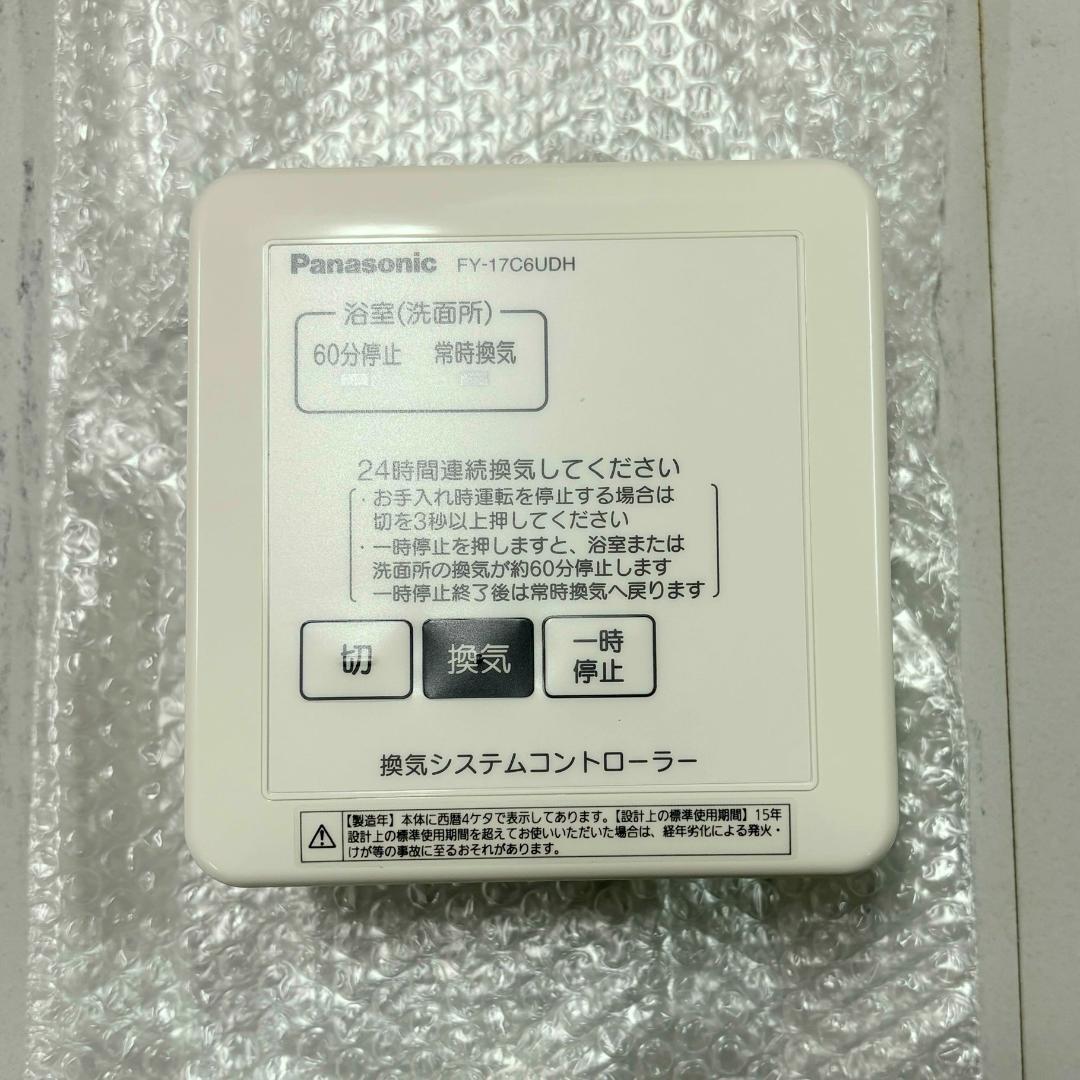 Panasonic FY-17C6UDH
浴室(洗面所)
60分停止 常時換気
24時間連続換気してください
・お手入れ時運転を停止する場合は
切を3秒以上押してください
・一時停止を押しますと、浴室または
洗面所の換気が約60分停止します
一時停止終了後は常時換気へ戻ります
切 換気 一時
停止
換気システムコントローラー
【製造年】本体に西暦4ケタで表示してあります。【設計上の標準使用期間】15年
設計上の標準使用期間を超えてお使いいただいた場合は、経年劣化による発火・
けが等の事故に至るおそれがあります。